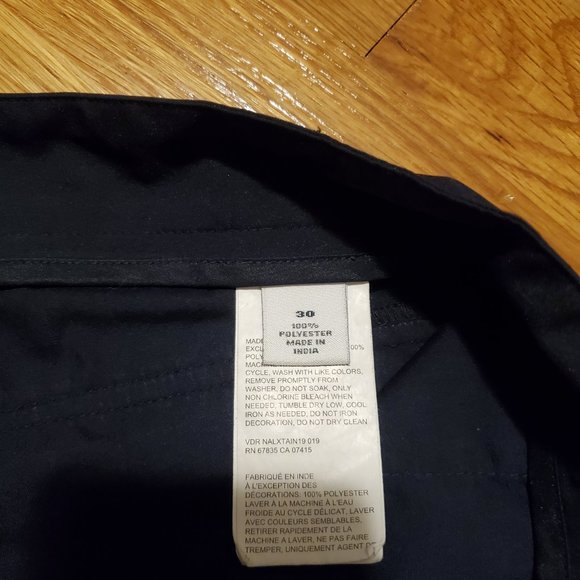 30
100%
POLYESTER
MADE IN
INDIA
MADE
EXCL 100%
POLY
MACHI
CYCLE, WASH WITH LIKE COLORS,
REMOVE PROMPTLY FROM
WASHER, DO NOT SOAK, ONLY
NON CHLORINE BLEACH WHEN
NEEDED, TUMBLE DRY LOW, COOL
IRON AS NEEDED, DO NOT IRON
DECORATION, DO NOT DRY CLEAN
VDR NALXTAIN19 019
RN 67835 CA 07415
FABRIQUÉ EN INDE
À L'EXCEPTION DES
DÉCORATIONS: 100% POLYESTER
LAVER À LA MACHINE À L'EAU
FROIDE AU CYCLE DÉLICAT, LAVER
AVEC COULEURS SEMBLABLES,
RETIRER RAPIDEMENT DE LA
MACHINE À LAVER, NE PAS FAIRE
TREMPER, UNIQUEMENT AGENT DE